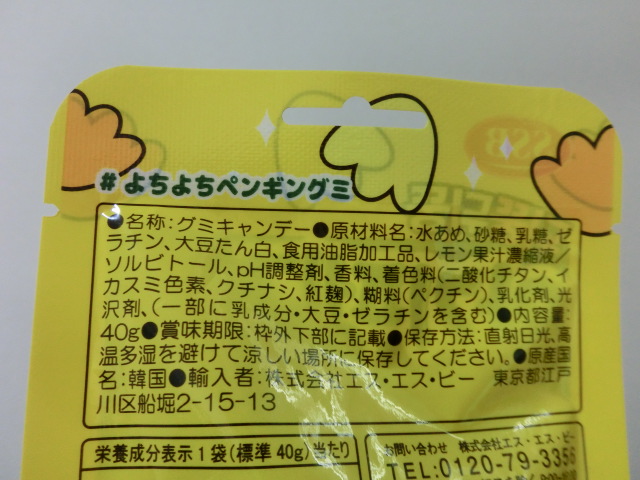 #よちよちペンギングミ
●名称:グミキャンデー●原材料名:水あめ、砂糖、乳糖、ゼ
ラチン、大豆たん白、食用油脂加工品、レモン果汁濃縮液/
ソルビトール、pH調整剤、香料、着色料(二酸化チタン、イ
カスミ色素、クチナシ、紅麹)、糊料(ペクチン)、乳化剤、光
沢剤、(一部に乳成分・大豆・ゼラチンを含む)●内容量:
40g●賞味期限:枠外下部に記載●保存方法:直射日光、高
温多湿を避けて涼しい場所に保存してください。●原産国
名:韓国●輸入者:株式会社エス・エス・ビー 東京都江戸
川区船堀2-15-13
栄養成分表示1袋(標準40g)当たり
お問い合わせ 株式会社エス・エス・ビー
TEL:0120-79-3356
SSB